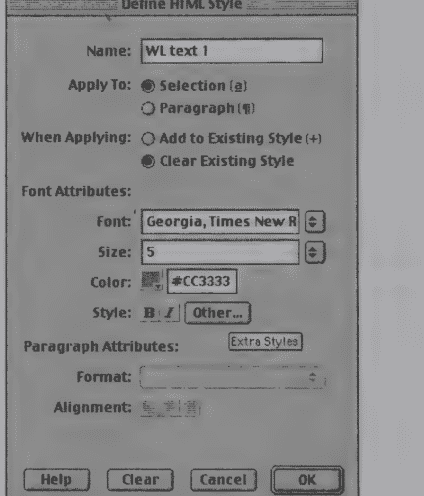 Define HTML Style
Name: WL text 1
Apply To: Selection (a)
Paragraph (¶)
When Applying: Add to Existing Style (+)
Clear Existing Style
Font Attributes:
Font: Georgia, Times New R
Size: 5
Color: #CC3333
Style: B I Other...
Extra Styles
Paragraph Attributes:
Format:
Alignment:
Help Clear Cancel OK